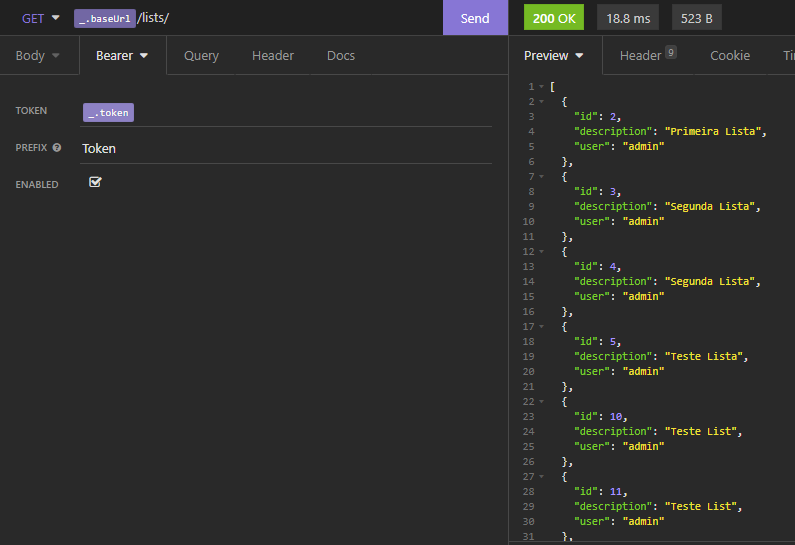 GET _.baseUrl /lists/ Send 200 OK 18.8 ms 523 B
Body Bearer Query Header Docs Preview Header 9 Cookie
TOKEN _.token
PREFIX Token
ENABLED
1 [
2 {
3 "id": 2,
4 "description": "Primeira Lista",
5 "user": "admin"
6 },
7 {
8 "id": 3,
9 "description": "Segunda Lista",
10 "user": "admin"
11 },
12 {
13 "id": 4,
14 "description": "Segunda Lista",
15 "user": "admin"
16 },
17 {
18 "id": 5,
19 "description": "Teste Lista",
20 "user": "admin"
21 },
22 {
23 "id": 10,
24 "description": "Teste List",
25 "user": "admin"
26 },
27 {
28 "id": 11,
29 "description": "Teste List",
30 "user": "admin"
31 },